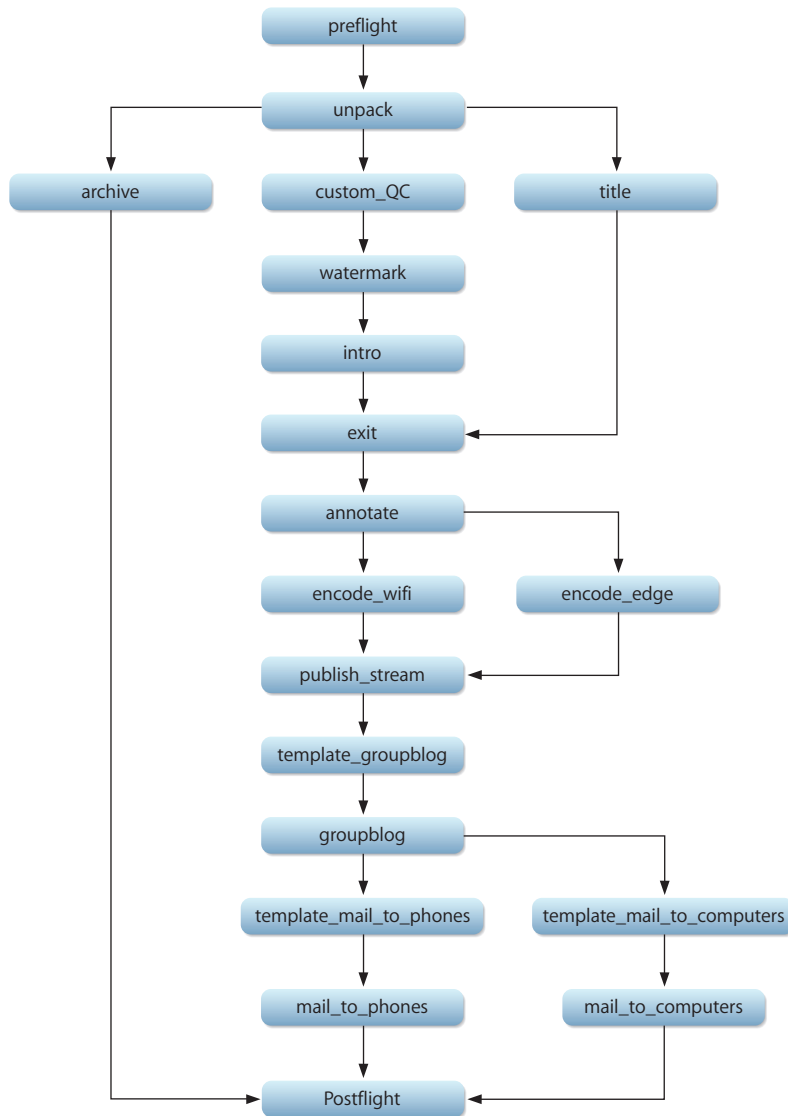 preflight
unpack
archive
custom_QC
title
watermark
intro
exit
annotate
encode_wifi
encode_edge
publish_stream
template_groupblog
groupblog
template_mail_to_phones
template_mail_to_computers
mail_to_phones
mail_to_computers
Postflight